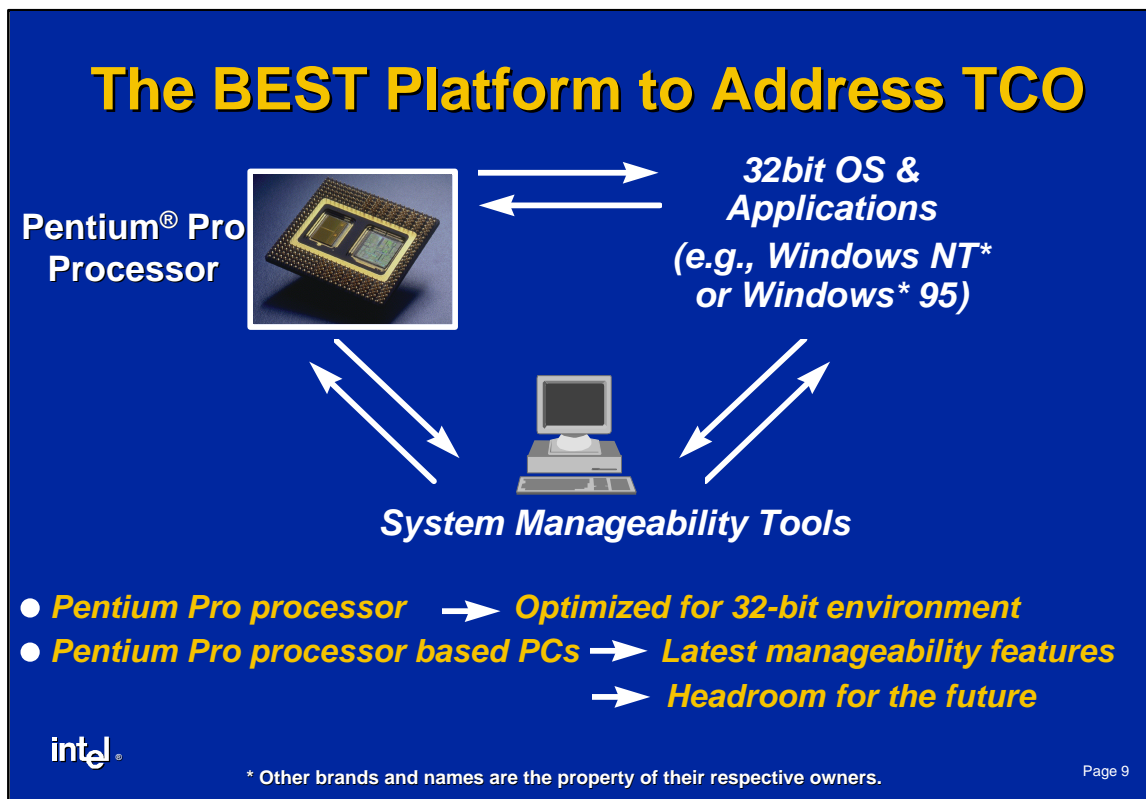 The BEST Platform to Address TCO
Pentium® Pro
Processor
32bit OS &
Applications
(e.g., Windows NT*
or Windows* 95)
System Manageability Tools
● Pentium Pro processor → Optimized for 32-bit environment
● Pentium Pro processor based PCs → Latest manageability features
→ Headroom for the future
intel®
* Other brands and names are the property of their respective owners.
Page 9